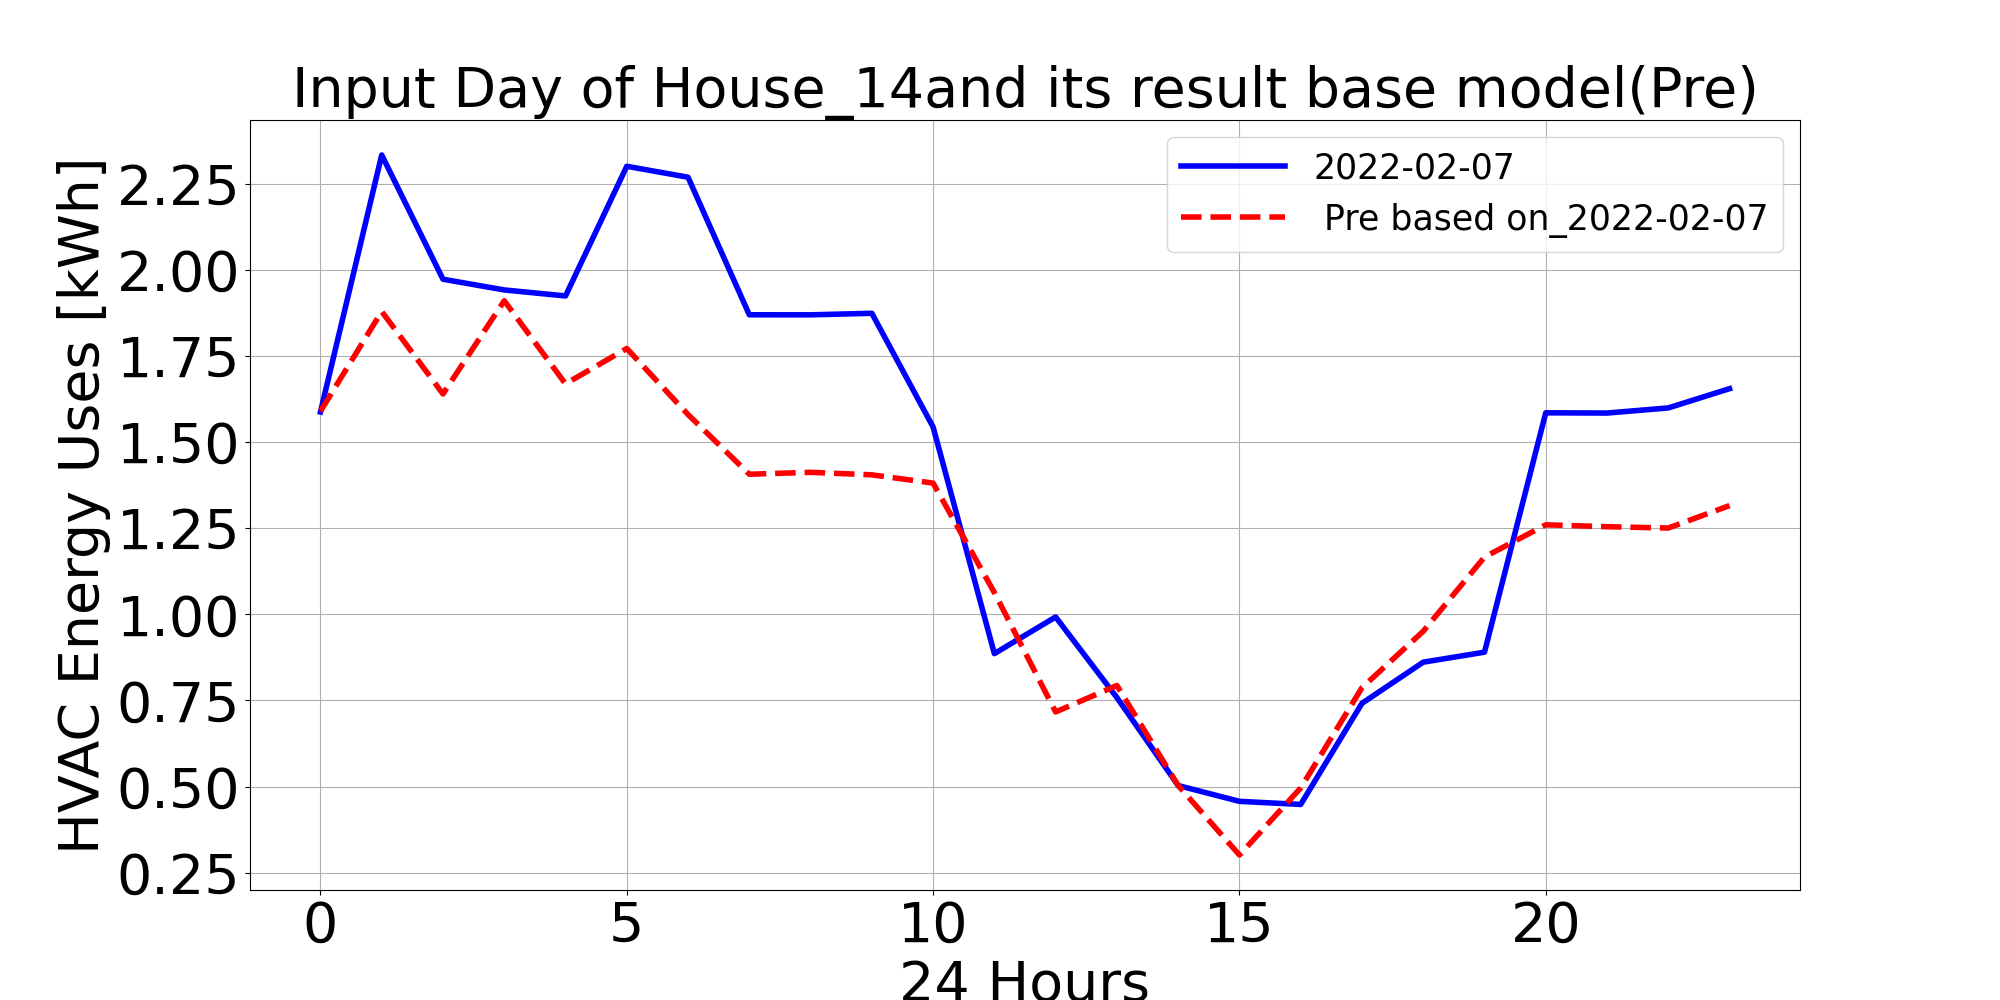 Input Day of House_14and its result base model(Pre)
HVAC Energy Uses [kWh]
2.25
2.00
1.75
1.50
1.25
1.00
0.75
0.50
0.25
2022-02-07
Pre based on_2022-02-07
0 5 10 15 20
24 Hours